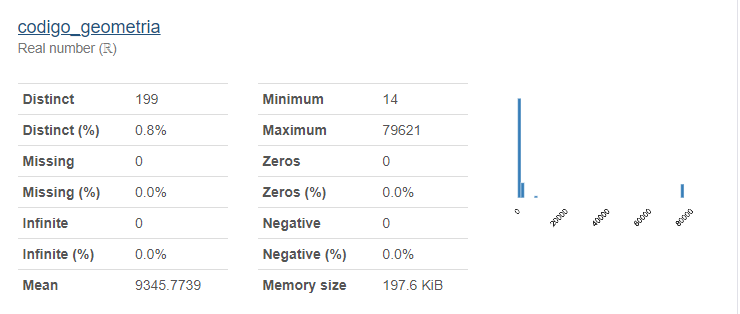 codigo_geometria
Real number (ℝ)
Distinct 199
Distinct (%) 0.8%
Missing 0
Missing (%) 0.0%
Infinite 0
Infinite (%) 0.0%
Mean 9345.7739
Minimum 14
Maximum 79621
Zeros 0
Zeros (%) 0.0%
Negative 0
Negative (%) 0.0%
Memory size 197.6 KiB
0 20000 40000 60000 80000